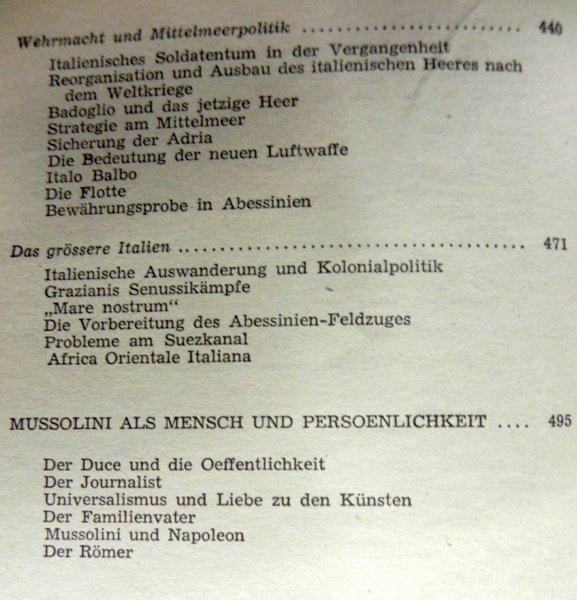 Wehrmacht und Mittelmeerpolitik ........................... 440
Italienisches Soldatentum in der Vergangenheit
Reorganisation und Ausbau des italienischen Heeres nach
dem Weltkriege
Badoglio und das jetzige Heer
Strategie am Mittelmeer
Sicherung der Adria
Die Bedeutung der neuen Luftwaffe
Italo Balbo
Die Flotte
Bewährungsprobe in Abessinien
Das grössere Italien ........................................ 471
Italienische Auswanderung und Kolonialpolitik
Grazianis Senussikämpfe
„Mare nostrum“
Die Vorbereitung des Abessinien-Feldzuges
Probleme am Suezkanal
Africa Orientale Italiana
MUSSOLINI ALS MENSCH UND PERSOENLICHKEIT .... 495
Der Duce und die Oeffentlichkeit
Der Journalist
Universalismus und Liebe zu den Künsten
Der Familienvater
Mussolini und Napoleon
Der Römer